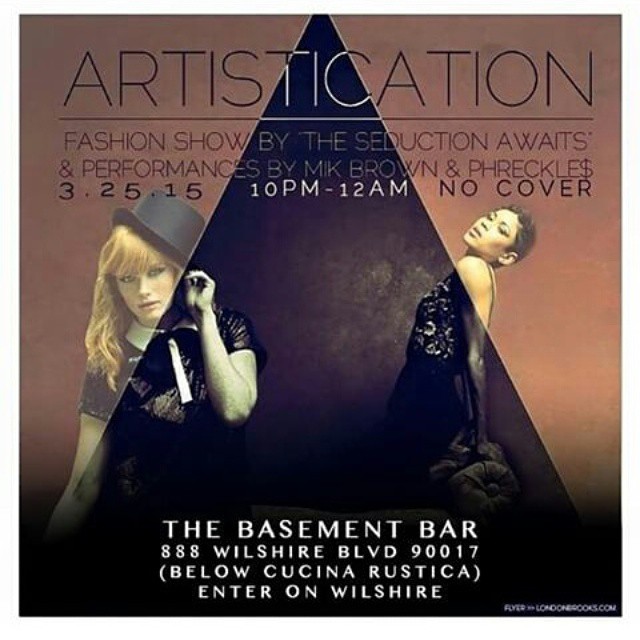 ARTISTICATION
FASHION SHOW BY "THE SEDUCTION AWAITS"
& PERFORMANCES BY MIK BROWN & PHRECKLE$
3.25.15 10PM-12AM NO COVER
THE BASEMENT BAR
888 WILSHIRE BLVD 90017
(BELOW CUCINA RUSTICA)
ENTER ON WILSHIRE
FLYER >> LONDONBROOKS.COM